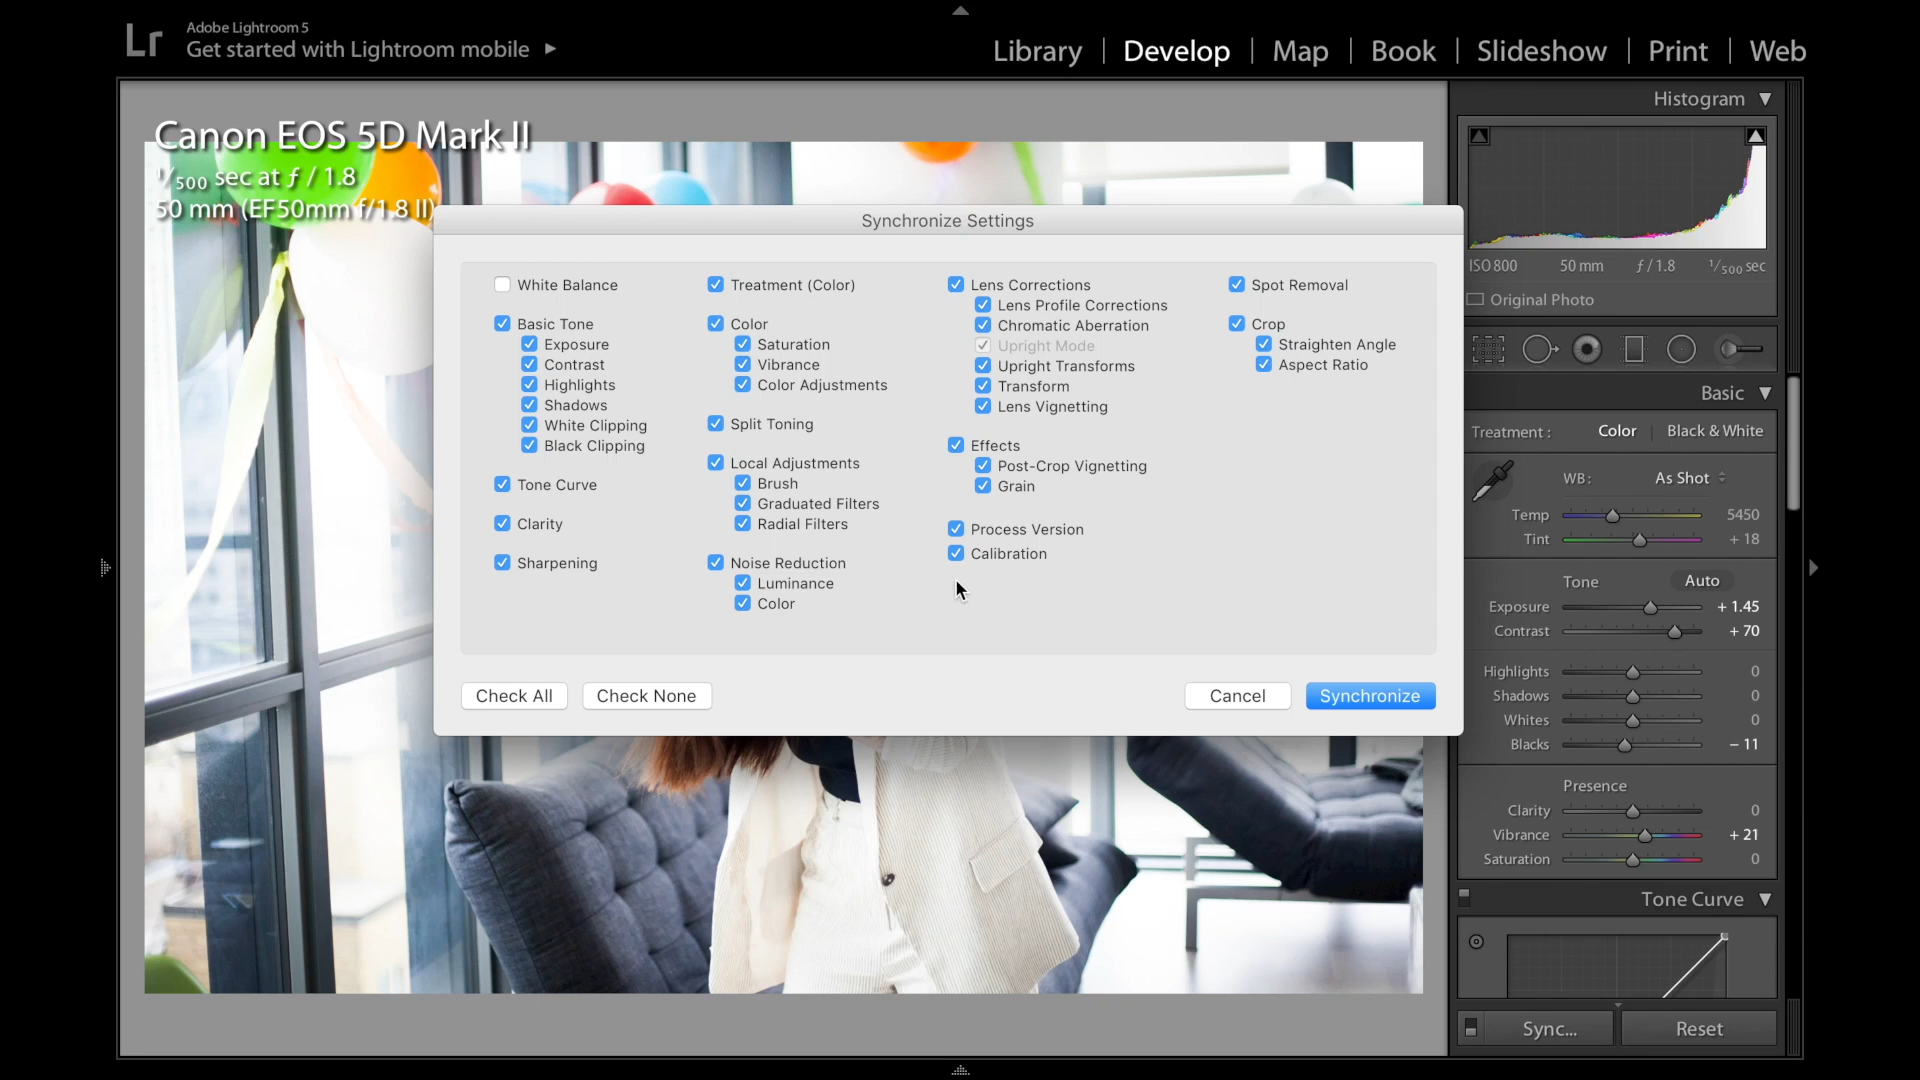 Adobe Lightroom 5
Get started with Lightroom mobile
Library | Develop | Map | Book | Slideshow | Print | Web
Canon EOS 5D Mark II
1/500 sec at ƒ / 1.8
50 mm (EF50mm f/1.8 II)
Synchronize Settings
White Balance
Basic Tone
Exposure
Contrast
Highlights
Shadows
White Clipping
Black Clipping
Tone Curve
Clarity
Sharpening
Treatment (Color)
Color
Saturation
Vibrance
Color Adjustments
Split Toning
Local Adjustments
Brush
Graduated Filters
Radial Filters
Noise Reduction
Luminance
Color
Lens Corrections
Lens Profile Corrections
Chromatic Aberration
Upright Mode
Upright Transforms
Transform
Lens Vignetting
Effects
Post-Crop Vignetting
Grain
Process Version
Calibration
Spot Removal
Crop
Straighten Angle
Aspect Ratio
Check All
Check None
Cancel
Synchronize
Histogram
ISO 800 50 mm ƒ / 1.8 1/500 sec
Original Photo
Basic
Treatment : Color | Black & White
WB : As Shot
Temp 5450
Tint + 18
Tone Auto
Exposure + 1.45
Contrast + 70
Highlights 0
Shadows 0
Whites 0
Blacks – 11
Presence
Clarity 0
Vibrance + 21
Saturation 0
Tone Curve
Sync... Reset
Lr